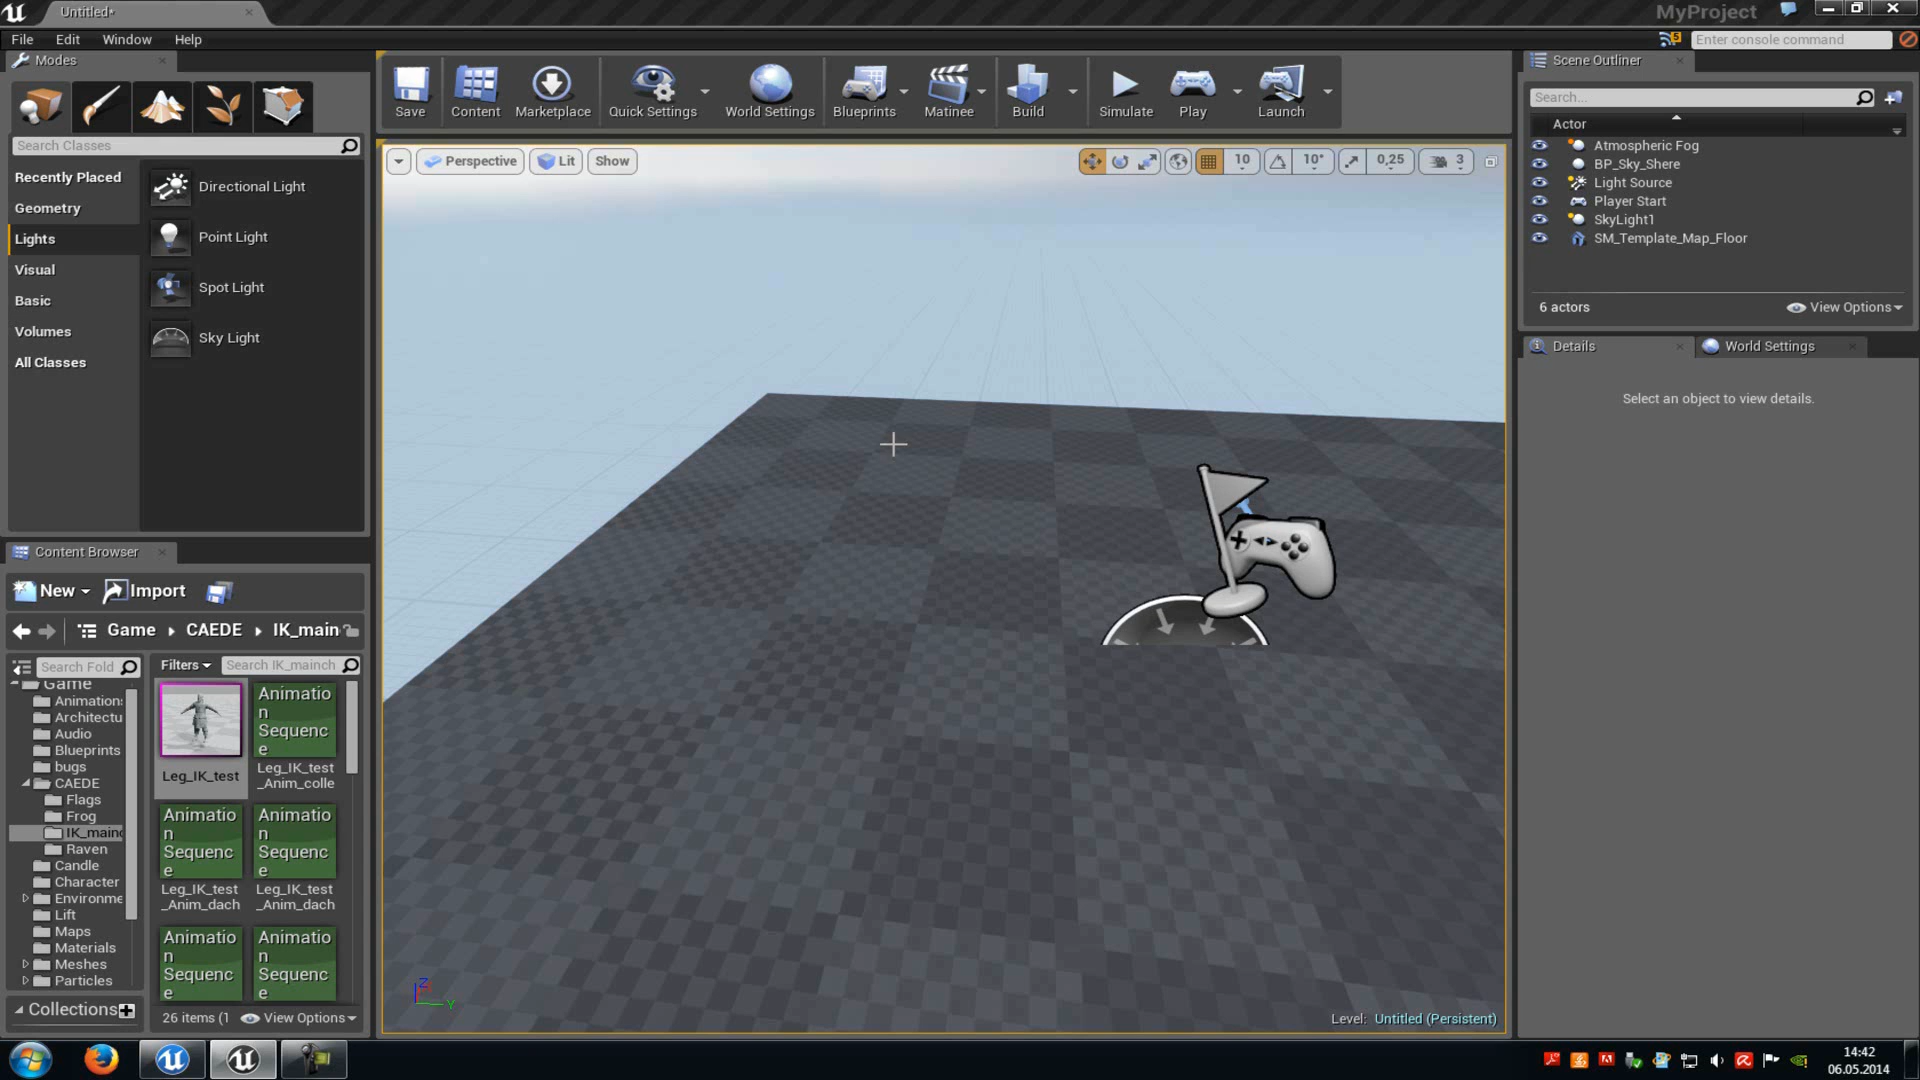 Untitled*
MyProject
File Edit Window Help
5
Enter console command
Modes
Search Classes
Recently Placed
Geometry
Lights
Visual
Basic
Volumes
All Classes
Directional Light
Point Light
Spot Light
Sky Light
Save
Content
Marketplace
Quick Settings
World Settings
Blueprints
Matinee
Build
Simulate
Play
Launch
Perspective
Lit
Show
10
10°
0,25
3
Scene Outliner
Search...
Actor
Atmospheric Fog
BP_Sky_Shere
Light Source
Player Start
SkyLight1
SM_Template_Map_Floor
6 actors
View Options
Details
World Settings
Select an object to view details.
Content Browser
New
Import
Game
CAEDE
IK_main
Search Fold
Filters
Search IK_mainch
Game
Animation
Architectu
Audio
Blueprints
bugs
CAEDE
Flags
Frog
IK_mainc
Raven
Candle
Character
Environme
Lift
Maps
Materials
Meshes
Particles
Collections
Leg_IK_test
Animatio
n
Sequenc
e
Leg_IK_test
_Anim_colle
Animatio
n
Sequenc
e
Leg_IK_test
_Anim_dach
Animatio
n
Sequenc
e
Leg_IK_test
_Anim_dach
Animatio
n
Sequenc
e
Animatio
n
Sequenc
e
26 items (1
View Options
Z
Y
Level: Untitled (Persistent)
14:42
06.05.2014